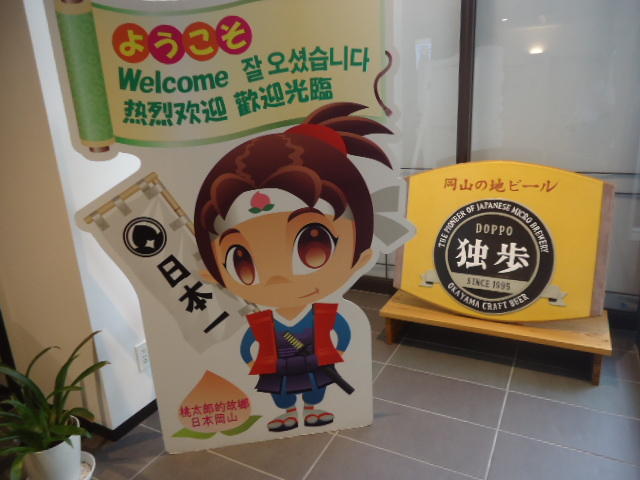 ようこそ
Welcome 잘 오셨습니다
热烈欢迎 歡迎光臨
日本一
桃太郎的故鄉
日本岡山
岡山の地ビール
THE PIONEER OF JAPANESE MICRO BREWERY
DOPPO
独歩
SINCE 1995
OKAYAMA CRAFT BEER